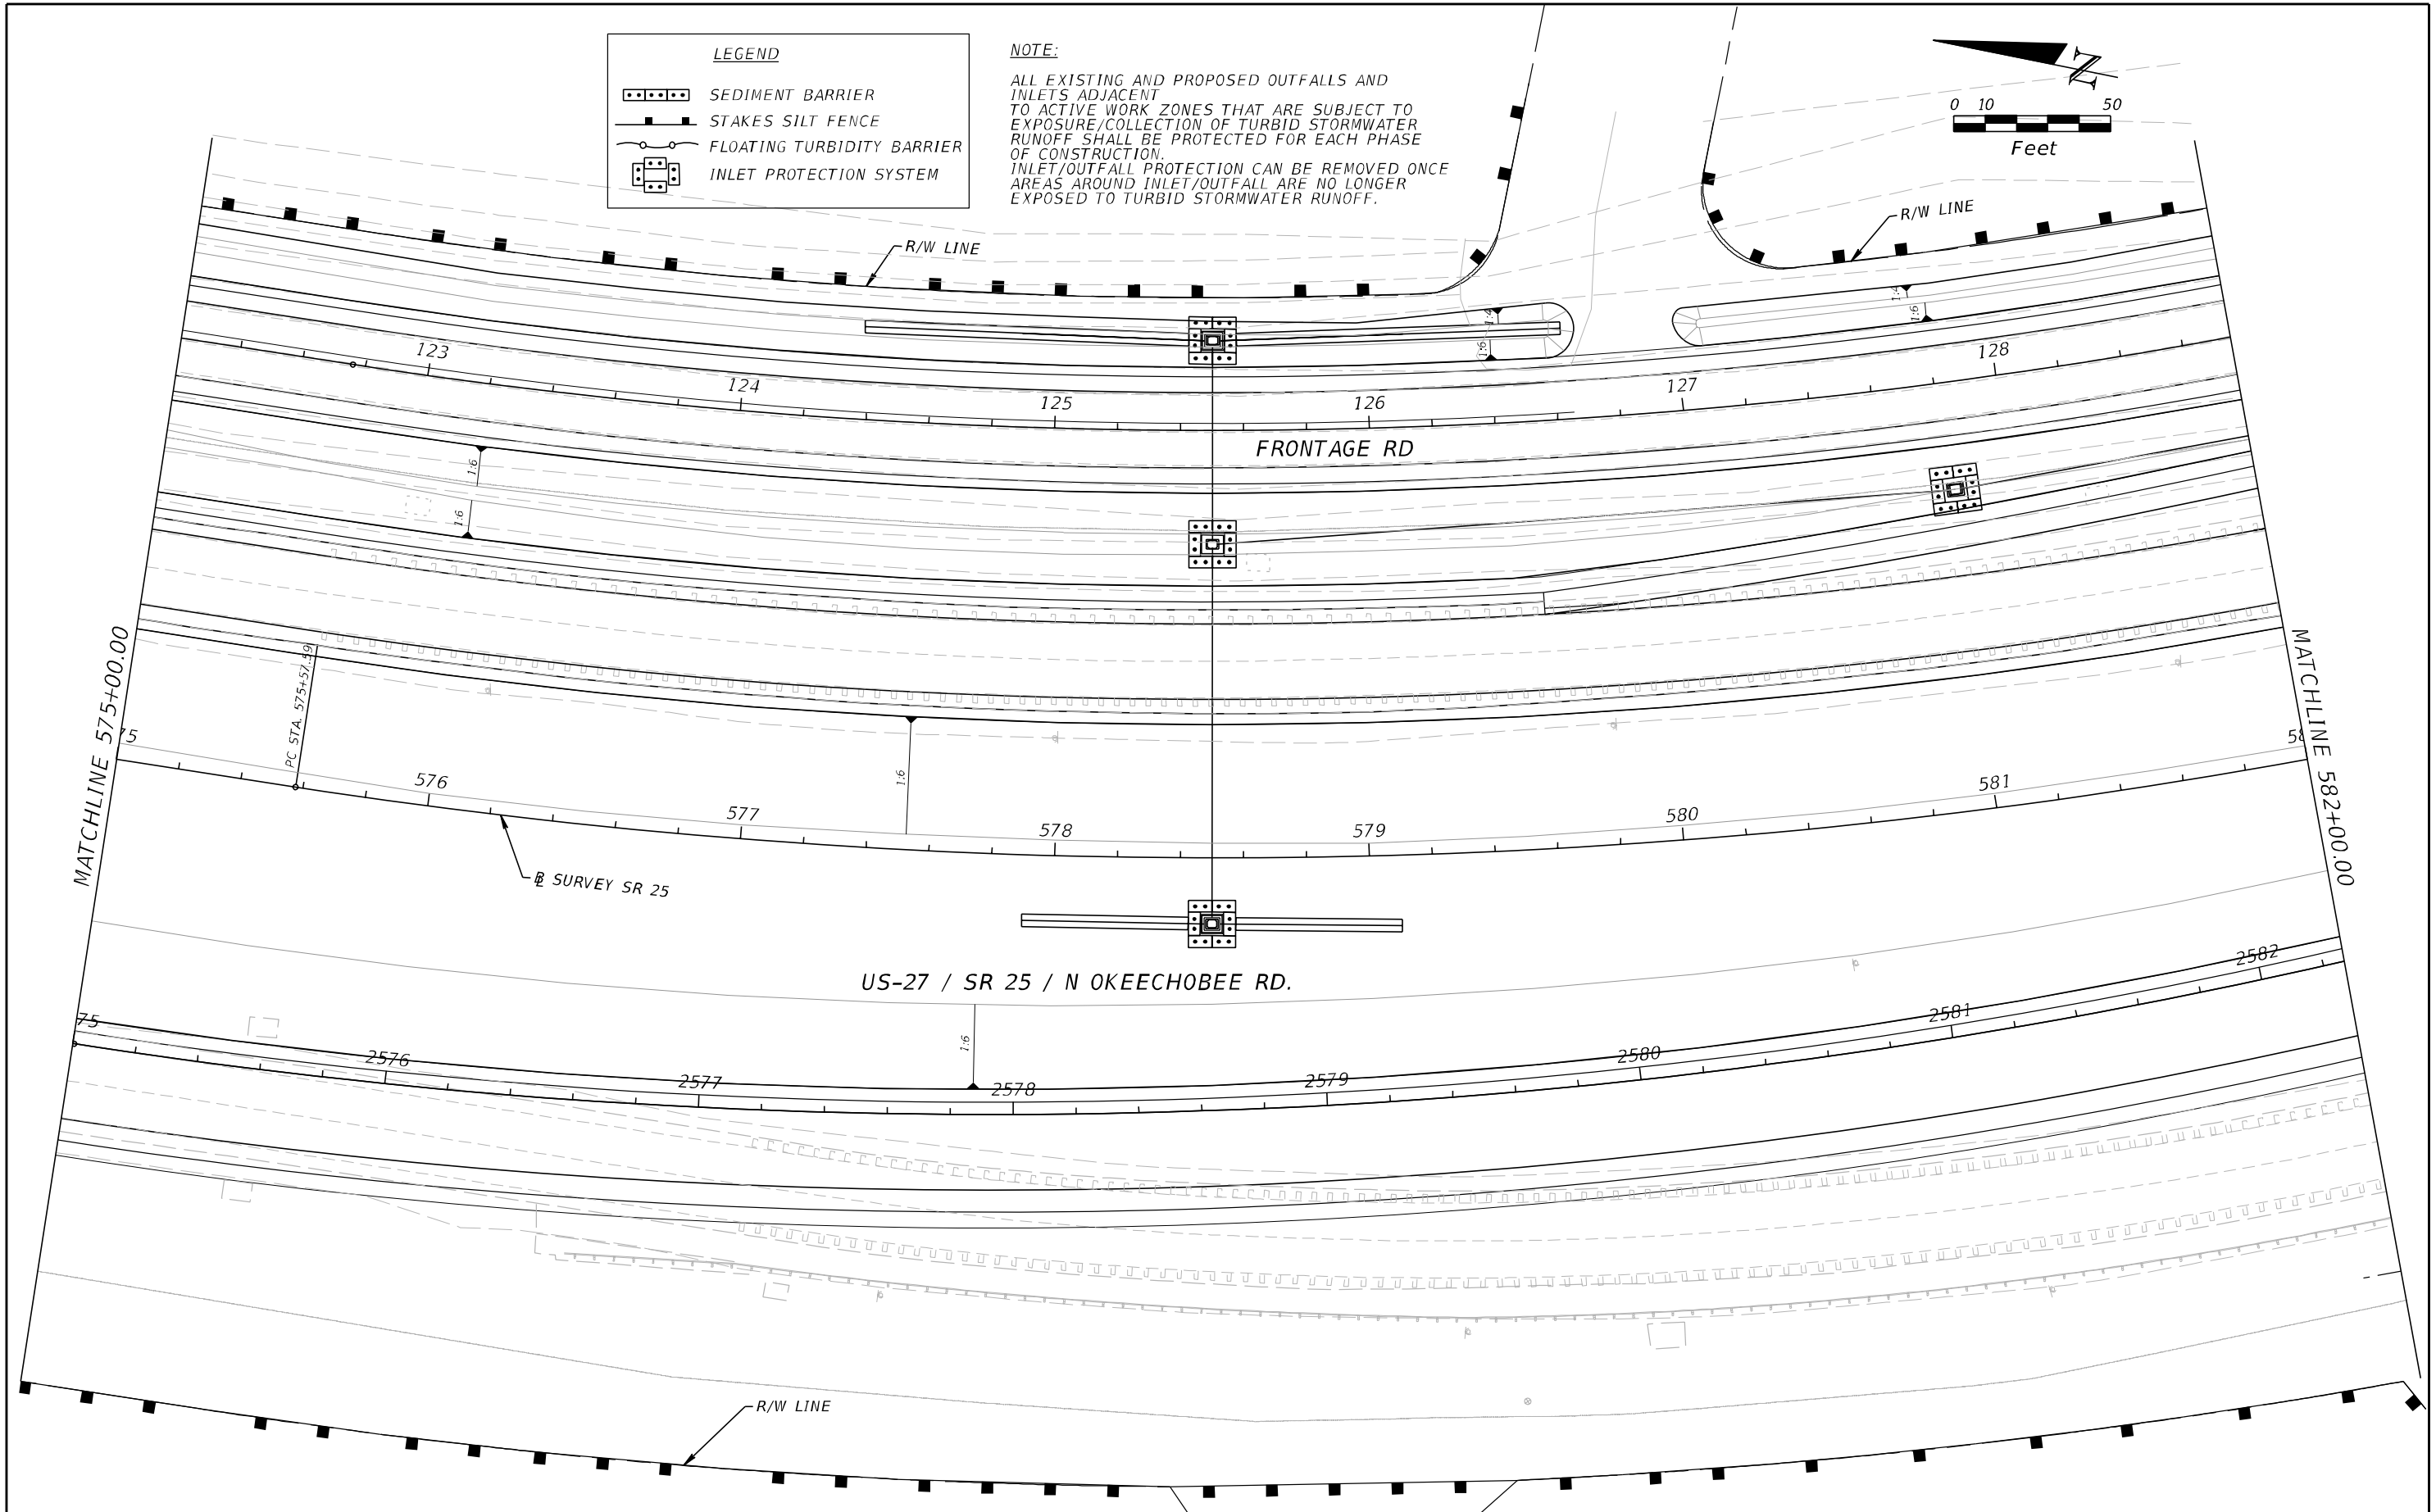 LEGEND
SEDIMENT BARRIER
STAKES SILT FENCE
FLOATING TURBIDITY BARRIER
INLET PROTECTION SYSTEM
NOTE:
ALL EXISTING AND PROPOSED OUTFALLS AND
INLETS ADJACENT
TO ACTIVE WORK ZONES THAT ARE SUBJECT TO
EXPOSURE/COLLECTION OF TURBID STORMWATER
RUNOFF SHALL BE PROTECTED FOR EACH PHASE
OF CONSTRUCTION.
INLET/OUTFALL PROTECTION CAN BE REMOVED ONCE
AREAS AROUND INLET/OUTFALL ARE NO LONGER
EXPOSED TO TURBID STORMWATER RUNOFF.
N
0 10 50
Feet
R/W LINE
R/W LINE
1:4
1:6
1:4
1:6
123
124
125
126
127
128
FRONTAGE RD
1:6
1:6
MATCHLINE 575+00.00
MATCHLINE 582+00.00
PC STA. 575+57.59
75
576
577
578
579
580
581
58
1:6
BL SURVEY SR 25
US-27 / SR 25 / N OKEECHOBEE RD.
1:6
75
2576
2577
2578
2579
2580
2581
2582
R/W LINE